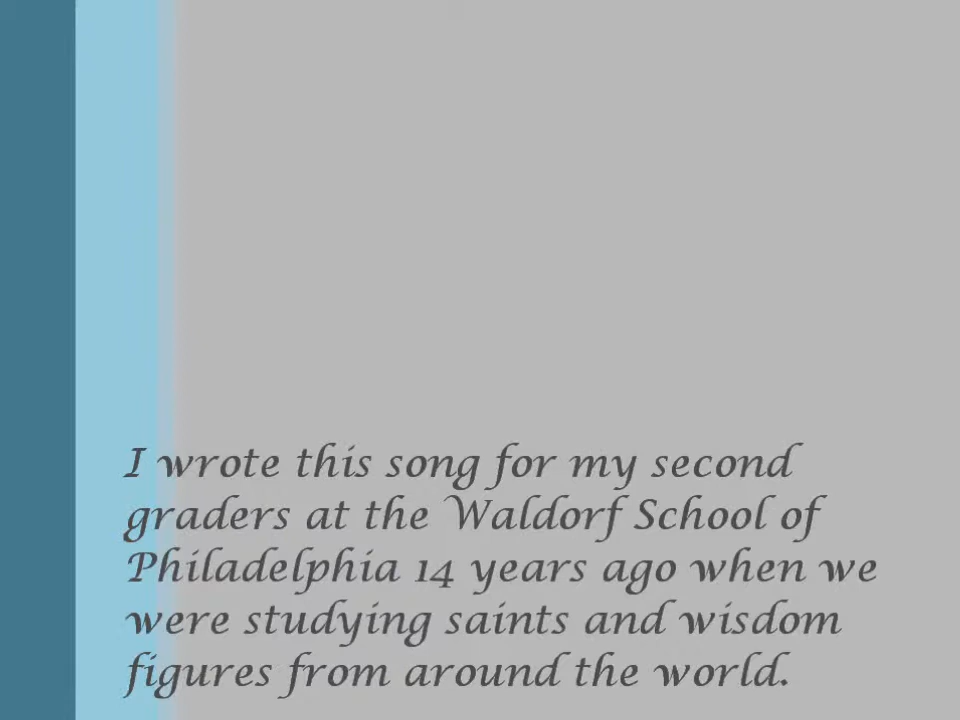 I wrote this song for my second
graders at the Waldorf School of
Philadelphia 14 years ago when we
were studying saints and wisdom
figures from around the world.